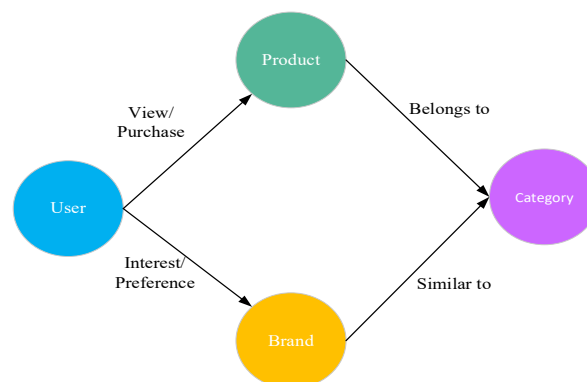 Product
View/
Purchase
Belongs to
User
Category
Interest/
Preference
Similar to
Brand